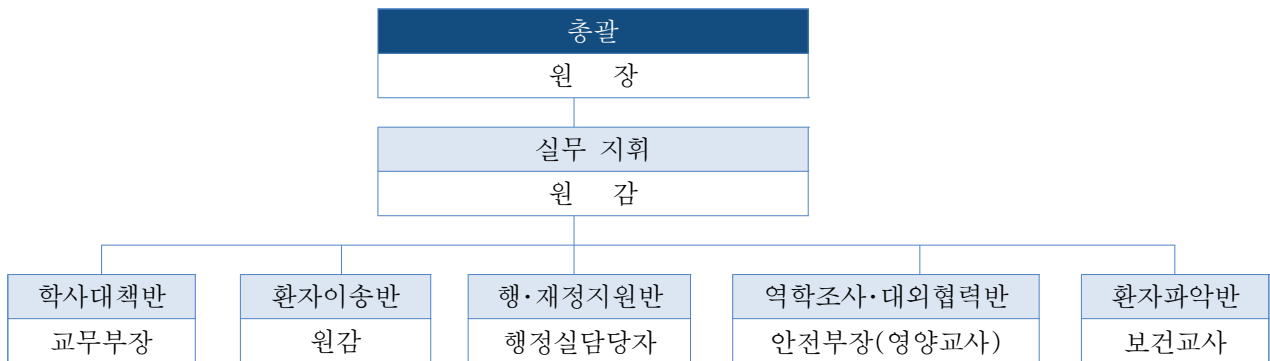 총괄
원 장
실무 지휘
원 감
학사대책반 환자이송반 행·재정지원반 역학조사·대외협력반 환자파악반
교무부장 원감 행정실담당자 안전부장(영양교사) 보건교사